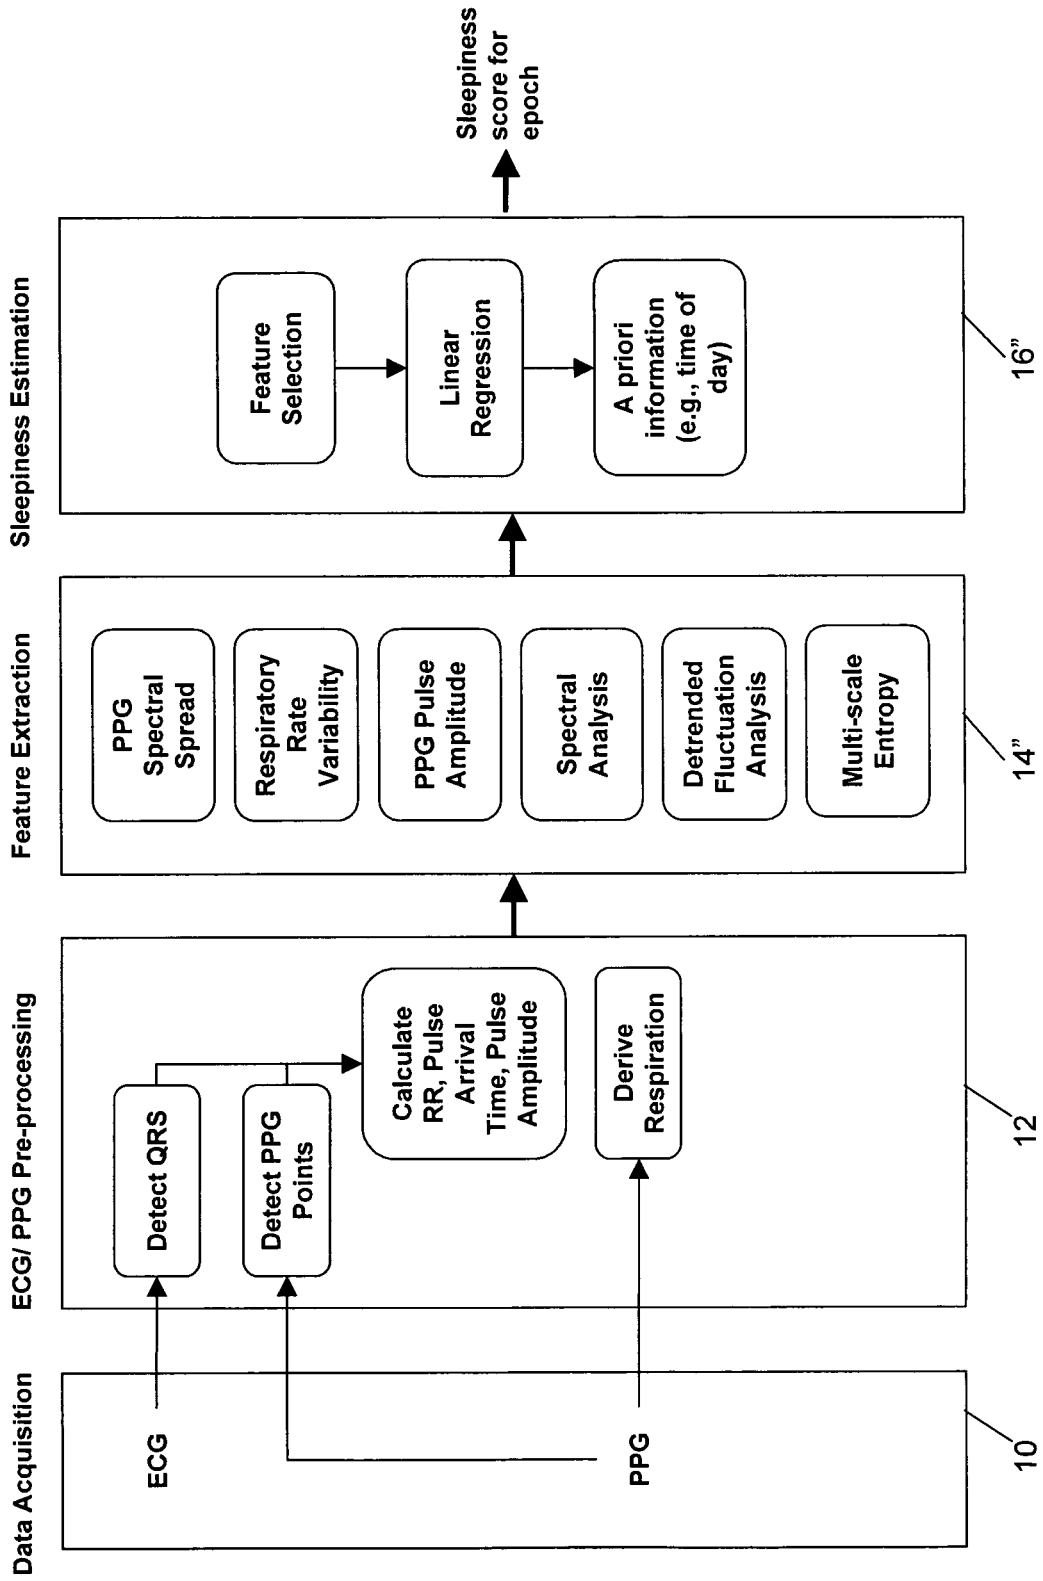 Data Acquisition
ECG
PPG
10
ECG/ PPG Pre-processing
Detect QRS
Detect PPG
Points
Calculate
RR, Pulse
Arrival
Time, Pulse
Amplitude
Derive
Respiration
12
Feature Extraction
PPG
Spectral
Spread
Respiratory
Rate
Variability
PPG Pulse
Amplitude
Spectral
Analysis
Detrended
Fluctuation
Analysis
Multi-scale
Entropy
14”
Sleepiness Estimation
Feature
Selection
Linear
Regression
A priori
information
(e.g., time of
day)
16”
Sleepiness
score for
epoch